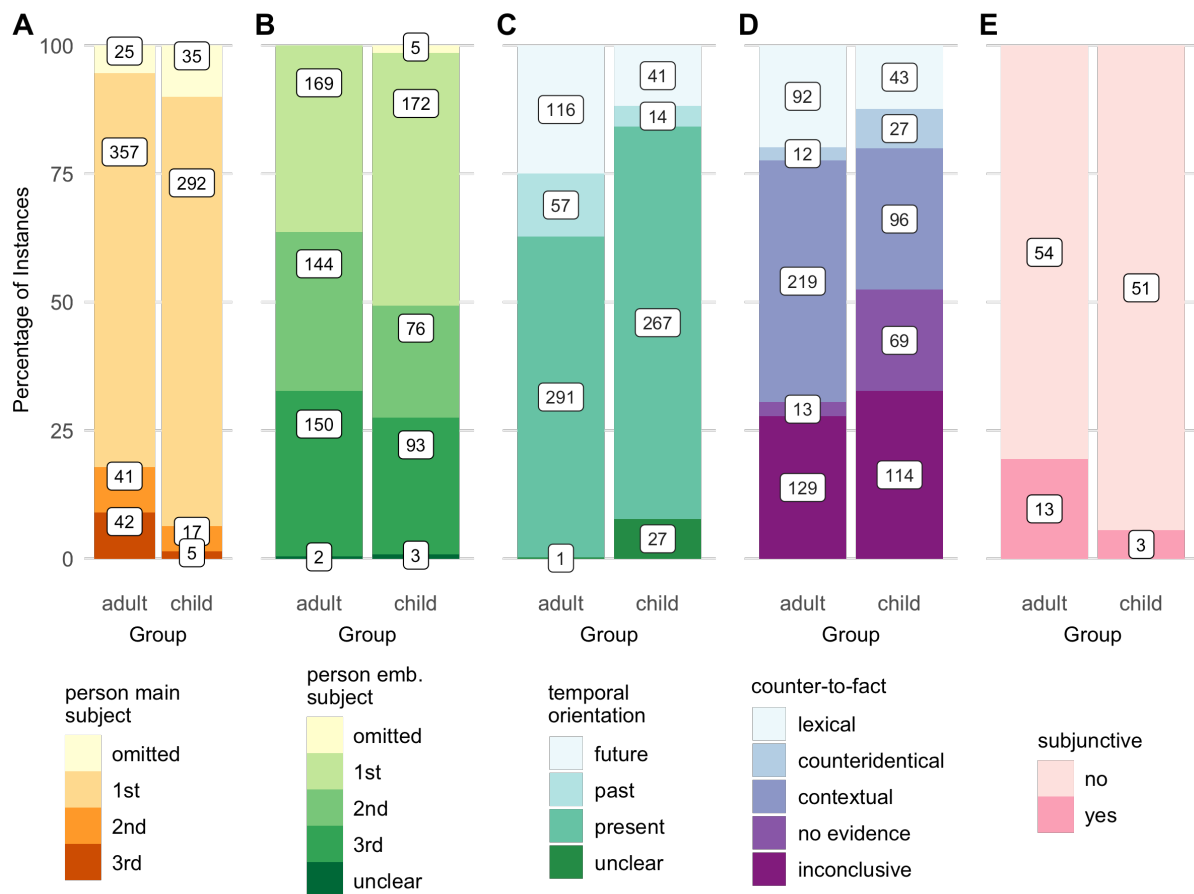 A
B
C
D
E
Percentage of Instances
100
75
50
25
0
25
357
41
42
35
292
17
5
169
144
150
2
5
172
76
93
3
116
57
291
1
41
14
267
27
92
12
219
13
129
43
27
96
69
114
54
13
51
3
adult child
adult child
adult child
adult child
adult child
Group
Group
Group
Group
Group
person main
subject
omitted
1st
2nd
3rd
person emb.
subject
omitted
1st
2nd
3rd
unclear
temporal
orientation
future
past
present
unclear
counter-to-fact
lexical
counteridentical
contextual
no evidence
inconclusive
subjunctive
no
yes